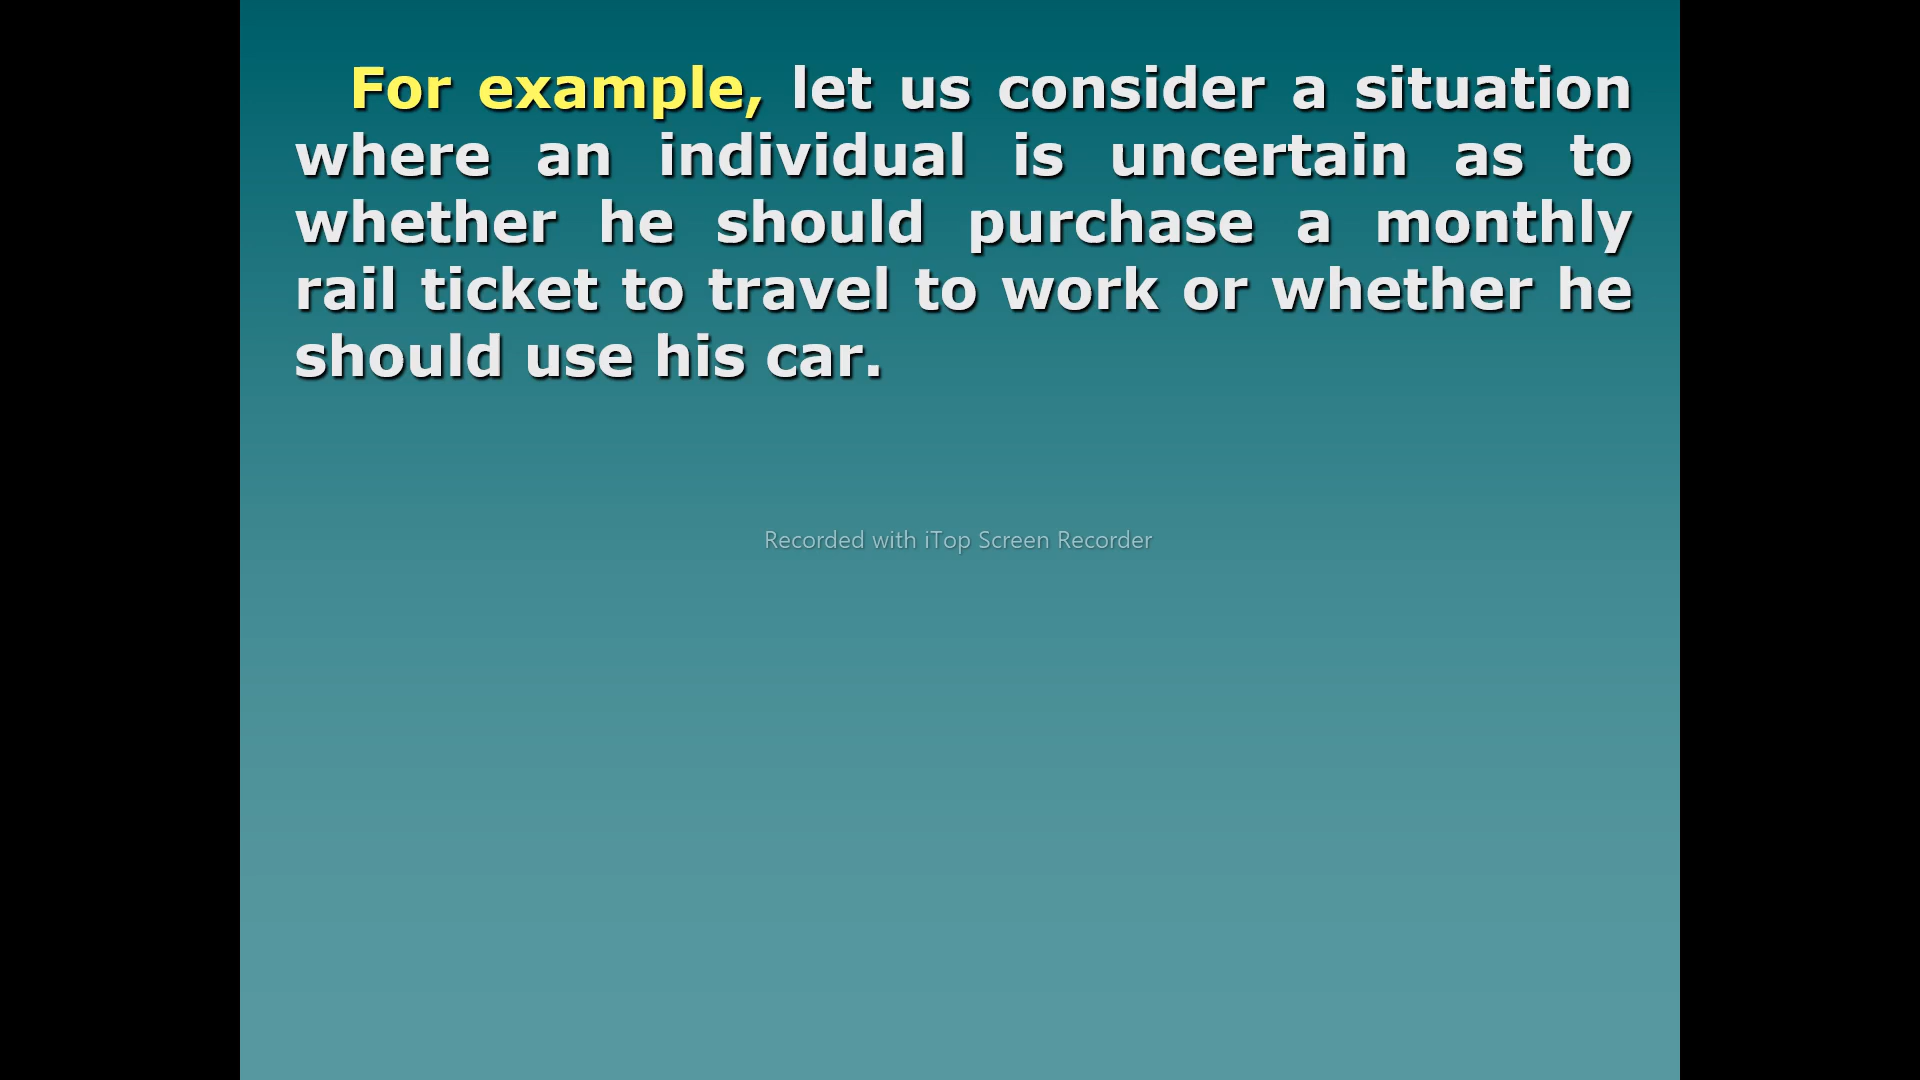 For example, let us consider a situation
where an individual is uncertain as to
whether he should purchase a monthly
rail ticket to travel to work or whether he
should use his car.
Recorded with iTop Screen Recorder